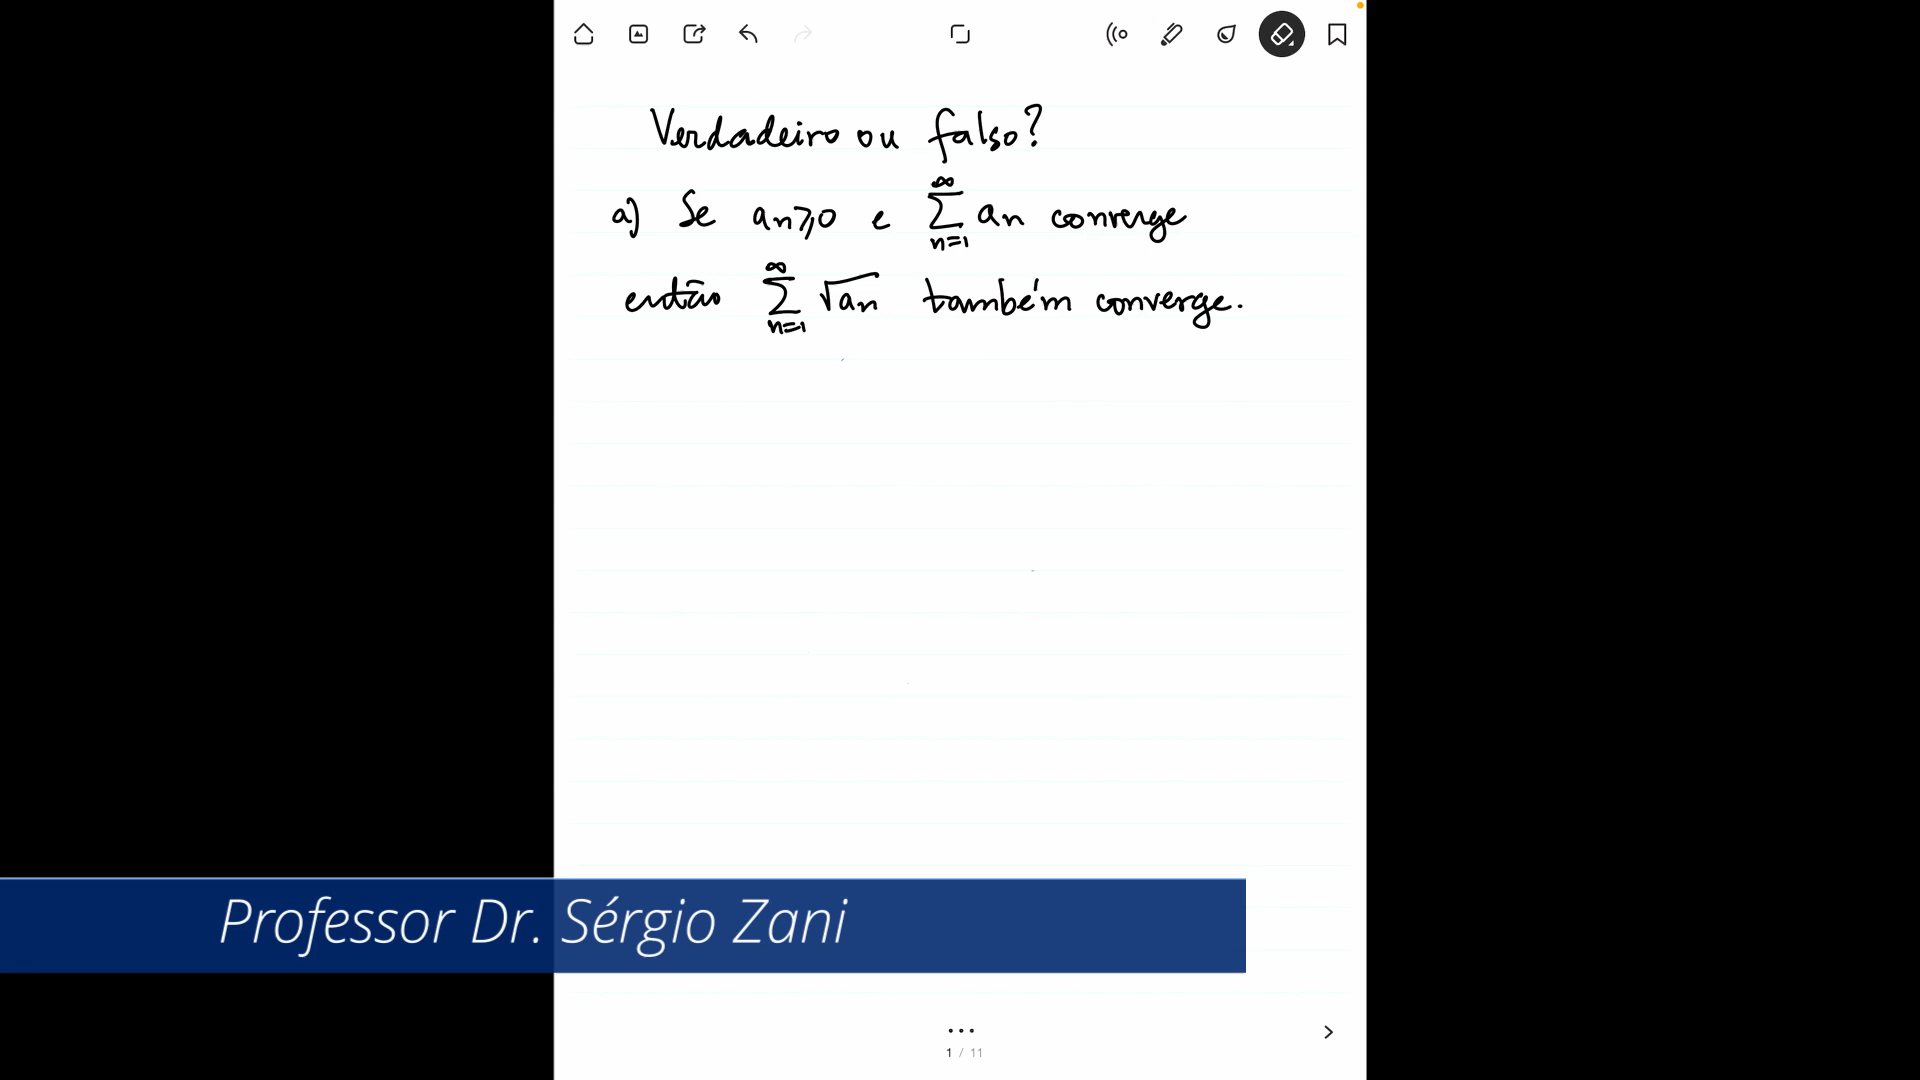 Verdadeiro ou falso?
a) Se an ≥ 0 e ∞∑n=1 an converge
então ∞∑n=1 √an também converge.
Professor Dr. Sérgio Zani
1 / 11